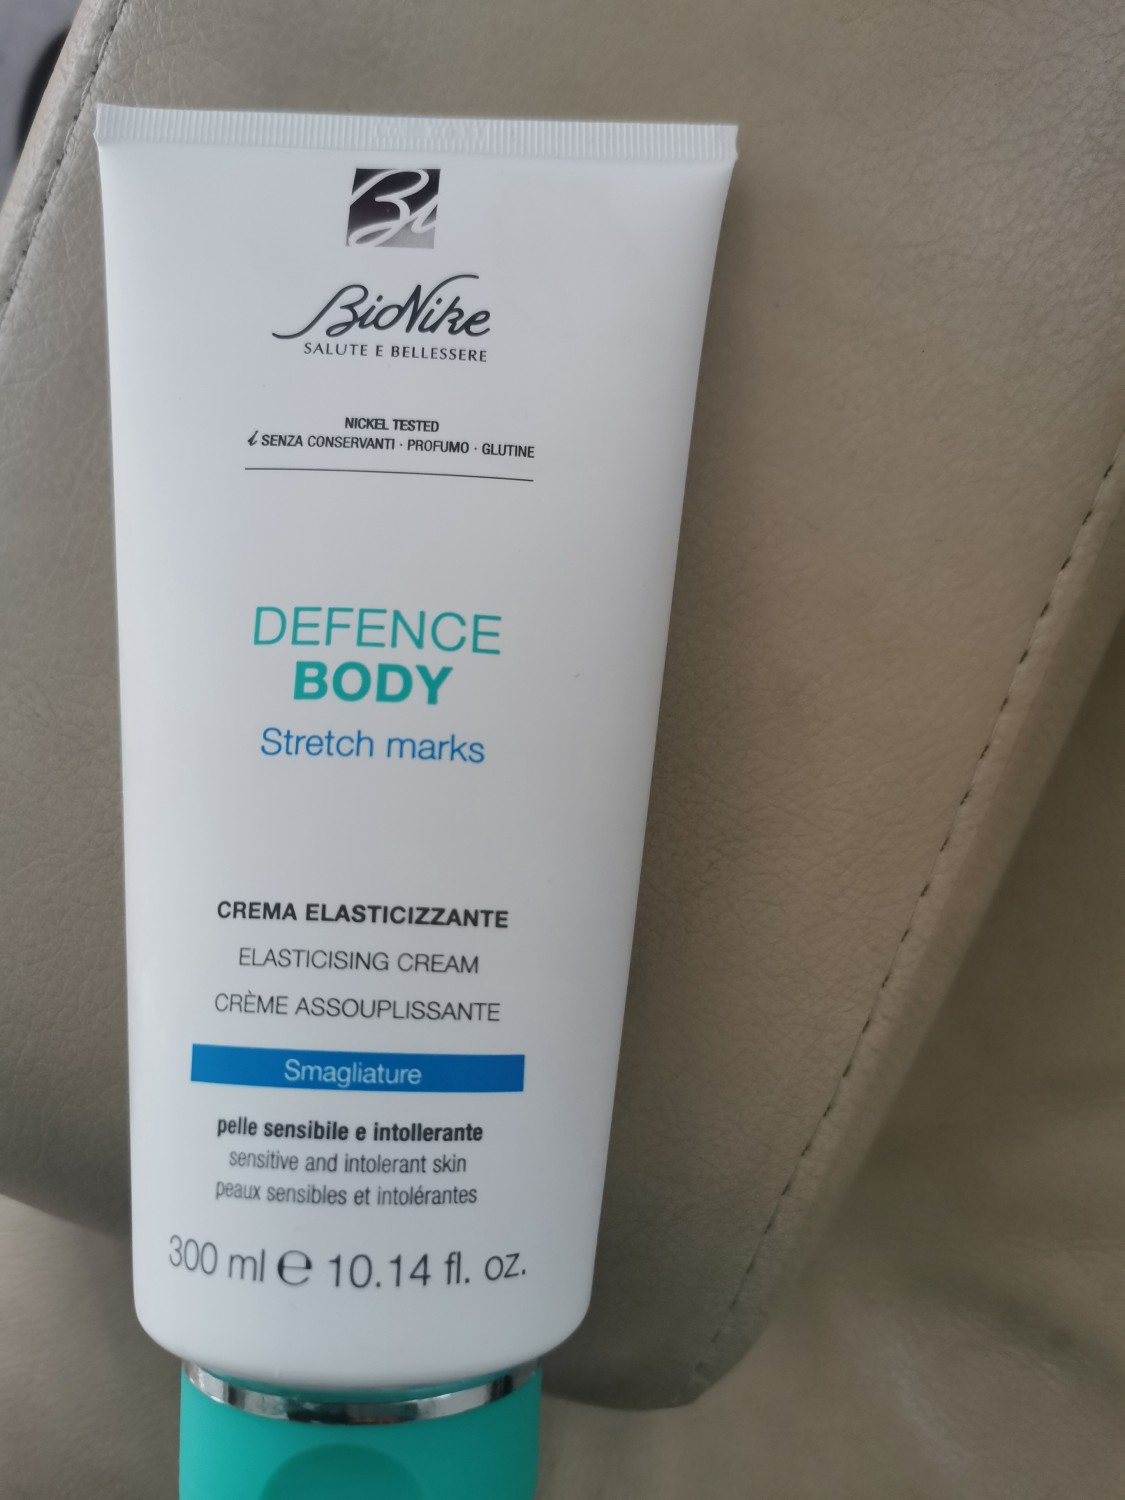 Bi
BioNike
SALUTE E BELLESSERE
NICKEL TESTED
i SENZA CONSERVANTI · PROFUMO · GLUTINE
DEFENCE
BODY
Stretch marks
CREMA ELASTICIZZANTE
ELASTICISING CREAM
CRÈME ASSOUPLISSANTE
Smagliature
pelle sensibile e intollerante
sensitive and intolerant skin
peaux sensibles et intolérantes
300 ml ℮ 10.14 fl. oz.